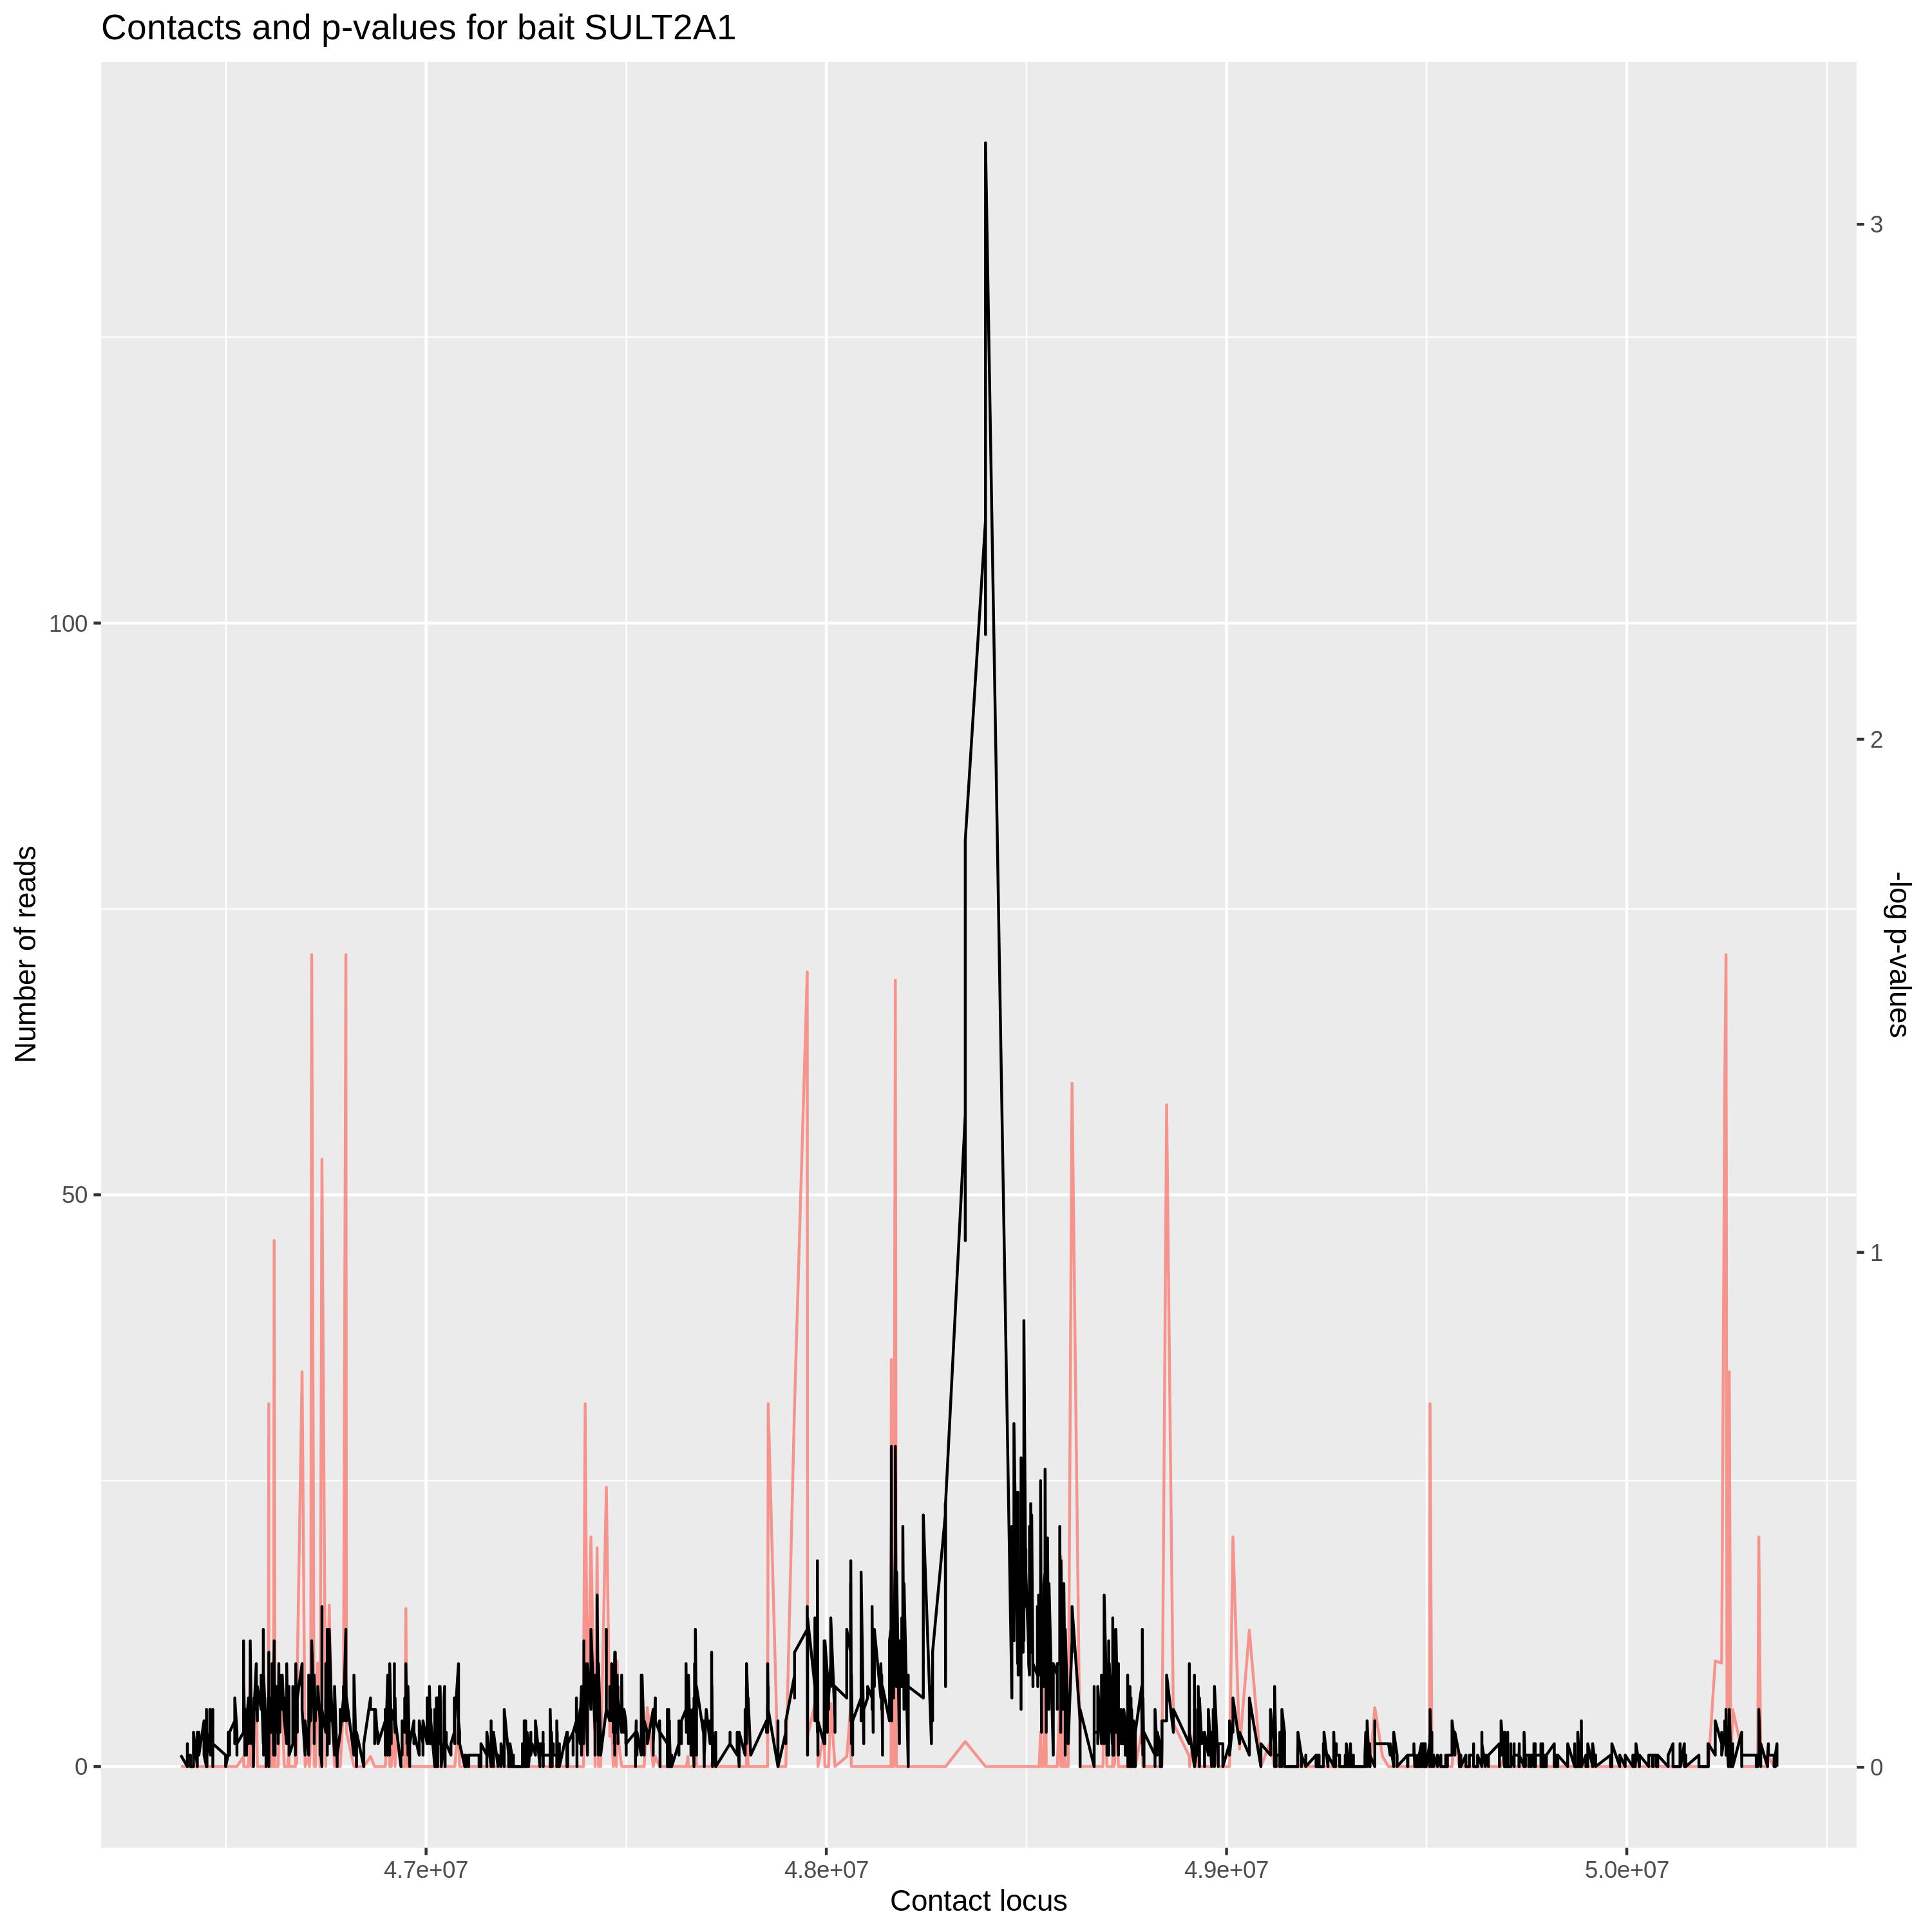 Contacts and p-values for bait SULT2A1
Number of reads
100
50
0
3
2
1
0
-log p-values
4.7e+07
4.8e+07
4.9e+07
5.0e+07
Contact locus